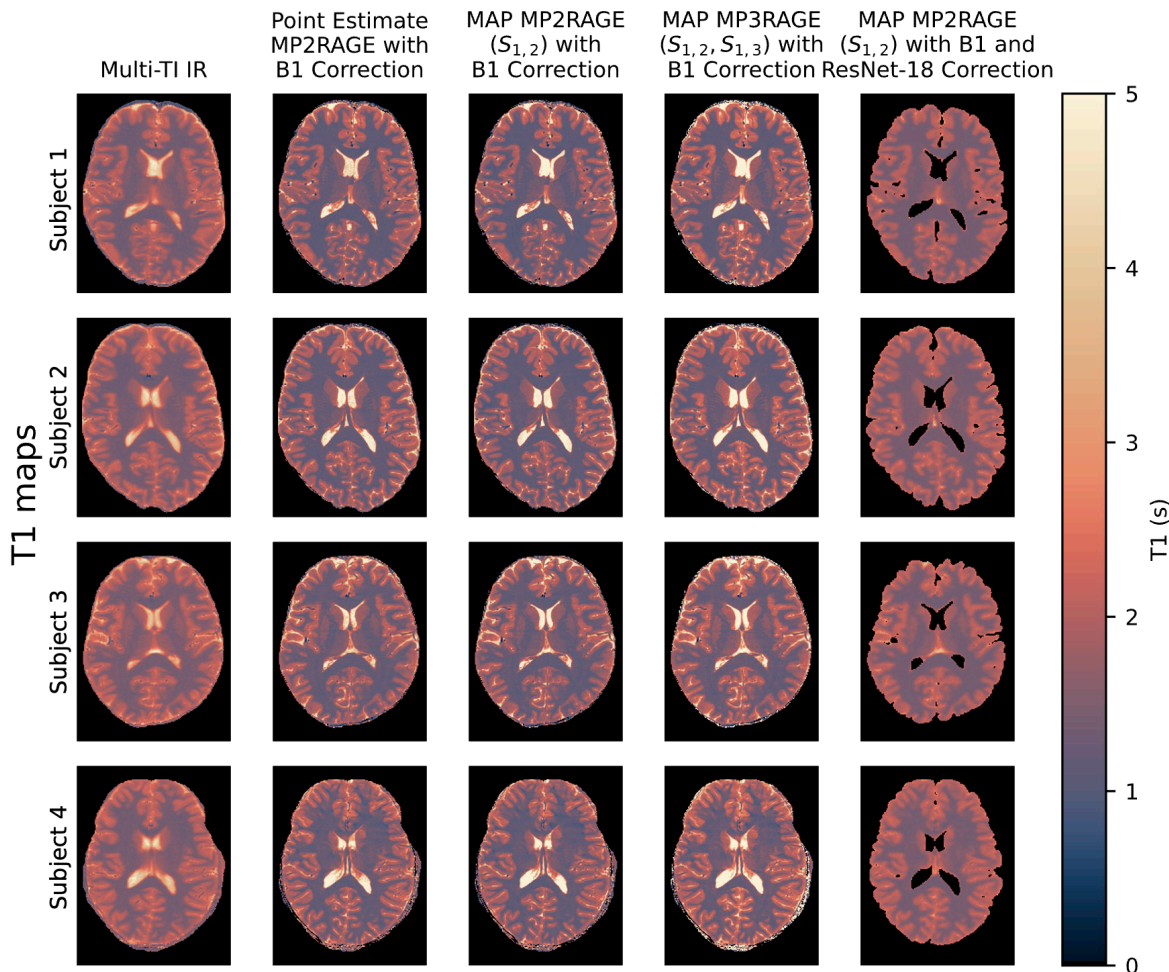 Multi-TI IR
Point Estimate
MP2RAGE with
B1 Correction
MAP MP2RAGE
(S₁,₂) with
B1 Correction
MAP MP3RAGE
(S₁,₂, S₁,₃) with
B1 Correction
MAP MP2RAGE
(S₁,₂) with B1 and
ResNet-18 Correction
T1 maps
Subject 1
Subject 2
Subject 3
Subject 4
5
4
3
2
1
0
T1 (s)